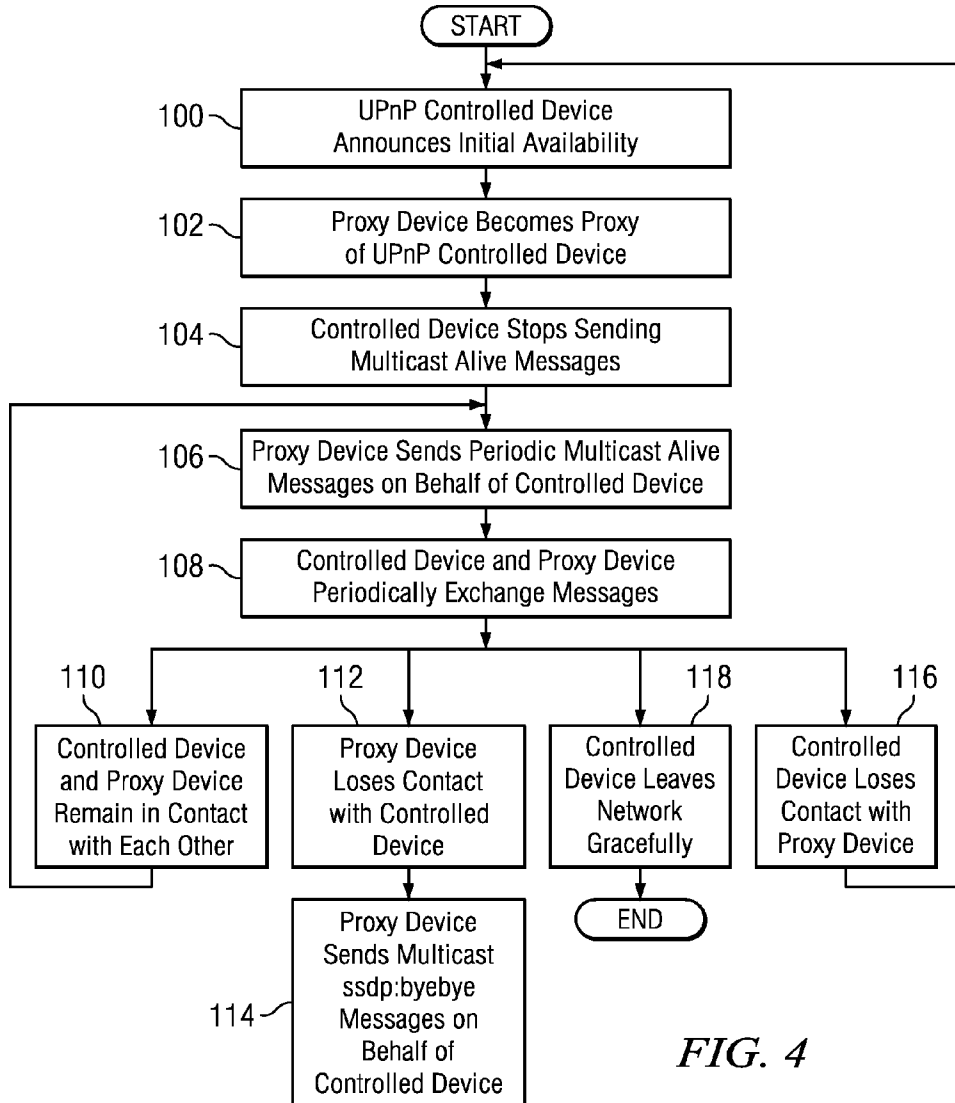 START
100
UPnP Controlled Device
Announces Initial Availability
102
Proxy Device Becomes Proxy
of UPnP Controlled Device
104
Controlled Device Stops Sending
Multicast Alive Messages
106
Proxy Device Sends Periodic Multicast Alive
Messages on Behalf of Controlled Device
108
Controlled Device and Proxy Device
Periodically Exchange Messages
110
Controlled Device
and Proxy Device
Remain in Contact
with Each Other
112
Proxy Device
Loses Contact
with Controlled
Device
118
Controlled
Device Leaves
Network
Gracefully
116
Controlled
Device Loses
Contact with
Proxy Device
END
114
Proxy Device
Sends Multicast
ssdp:byebye
Messages on
Behalf of
Controlled Device
FIG. 4